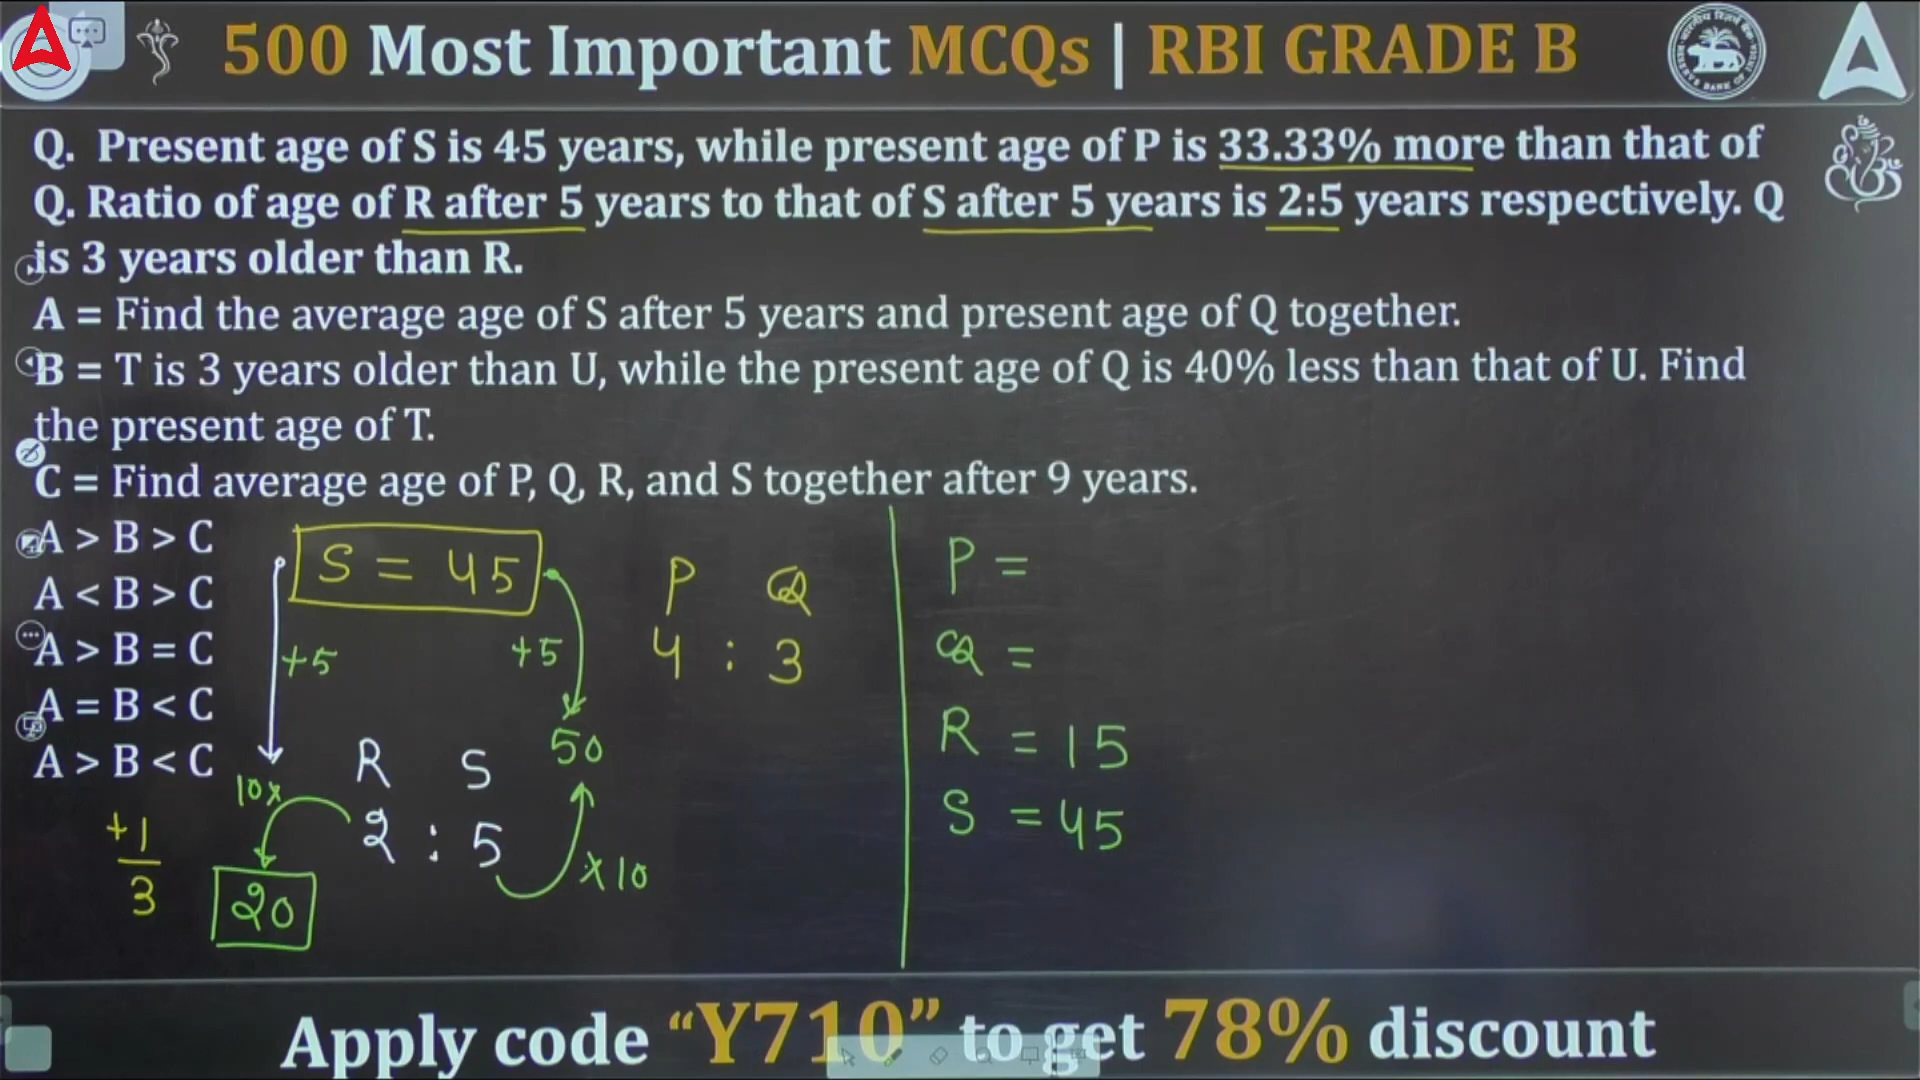 500 Most Important MCQs | RBI GRADE B
Q. Present age of S is 45 years, while present age of P is 33.33% more than that of
Q. Ratio of age of R after 5 years to that of S after 5 years is 2:5 years respectively. Q
is 3 years older than R.
A = Find the average age of S after 5 years and present age of Q together.
B = T is 3 years older than U, while the present age of Q is 40% less than that of U. Find
the present age of T.
C = Find average age of P, Q, R, and S together after 9 years.
A > B > C
A < B > C
A > B = C
A = B < C
A > B < C
S = 45
+5
+5
50
P Q
4 : 3
R S
2 : 5
10x
20
x10
+1
3
P =
Q =
R = 15
S = 45
Apply code “Y710” to get 78% discount